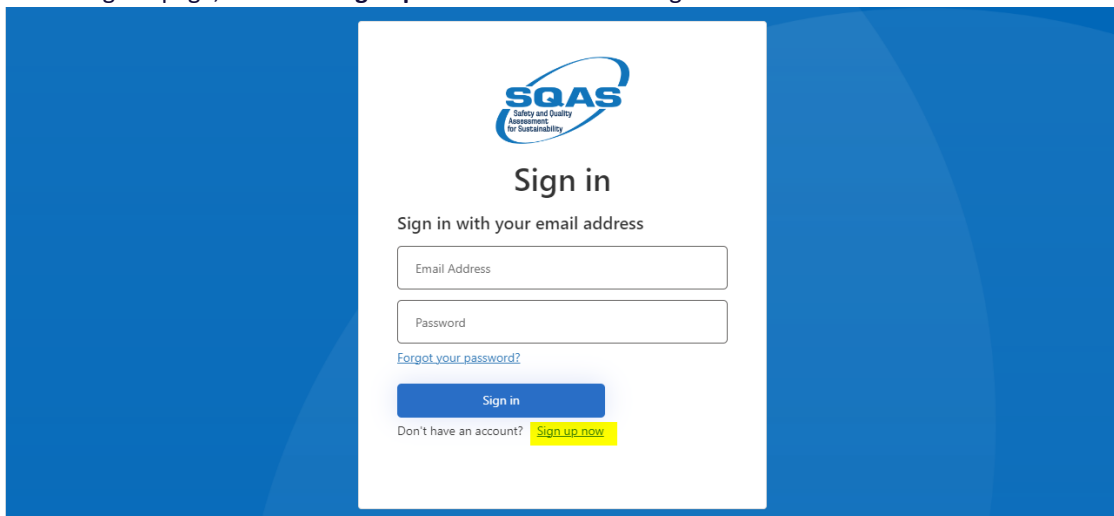 SQAS
Safety and Quality
Assessment
for Sustainability
Sign in
Sign in with your email address
Email Address
Password
Forgot your password?
Sign in
Don't have an account? Sign up now